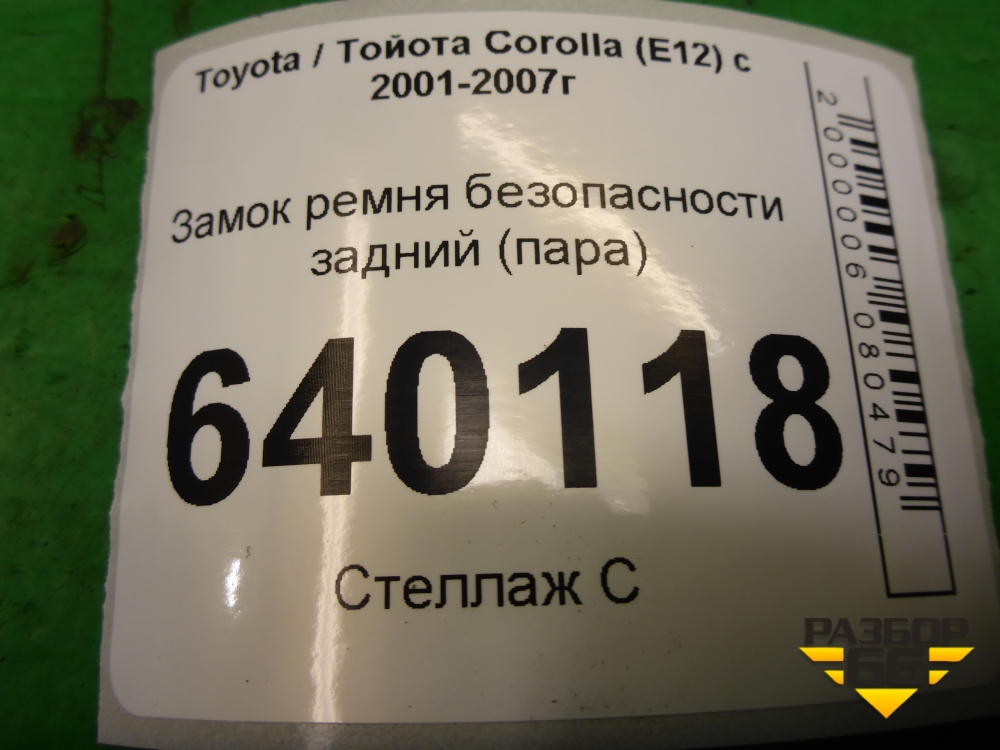 Toyota / Тойота Corolla (E12) с
2001-2007г
Замок ремня безопасности
задний (пара)
640118
Стеллаж С
2000006080479
РАЗБОР
66